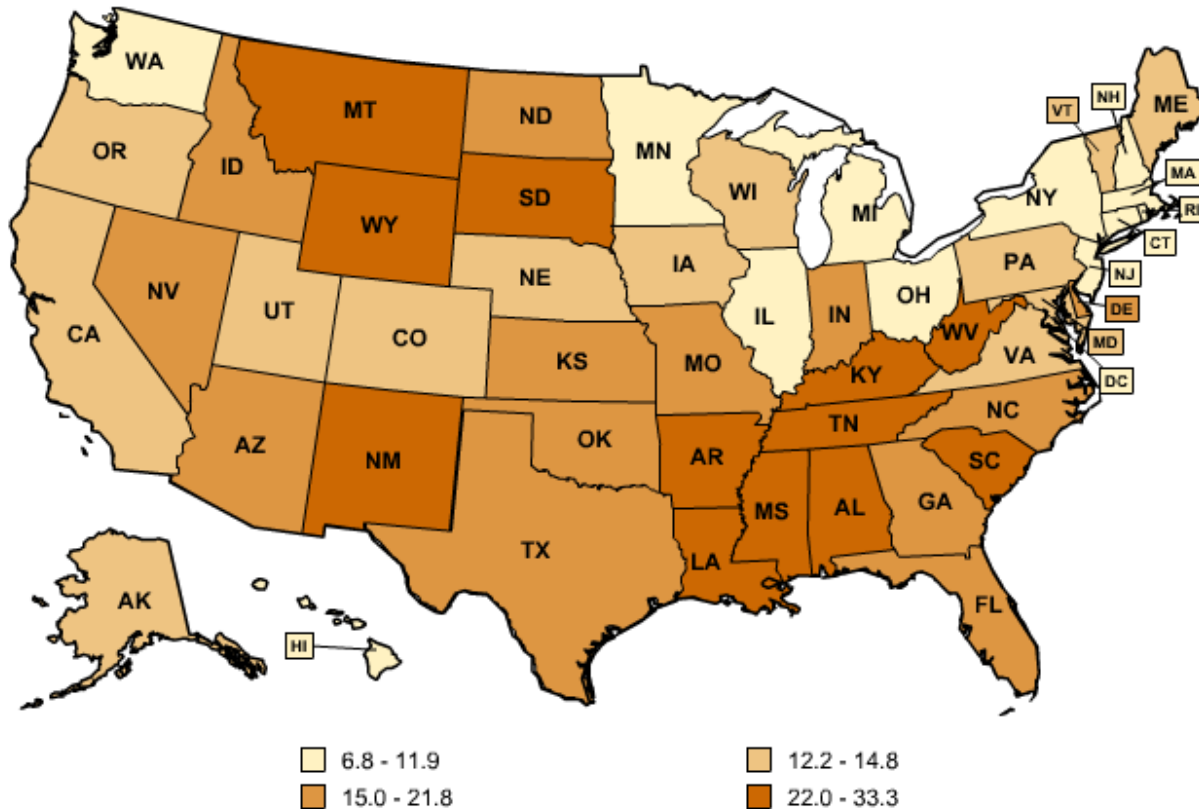 WA
MT
ND
MN
NH
ME
VT
OR
ID
SD
WI
MI
NY
MA
RI
WY
CT
IA
PA
NE
NJ
NV
UT
CO
IL
IN
OH
WV
DE
MD
CA
KS
MO
KY
VA
DC
AZ
NM
OK
AR
TN
NC
SC
MS
AL
GA
TX
LA
FL
AK
HI
6.8 - 11.9
12.2 - 14.8
15.0 - 21.8
22.0 - 33.3